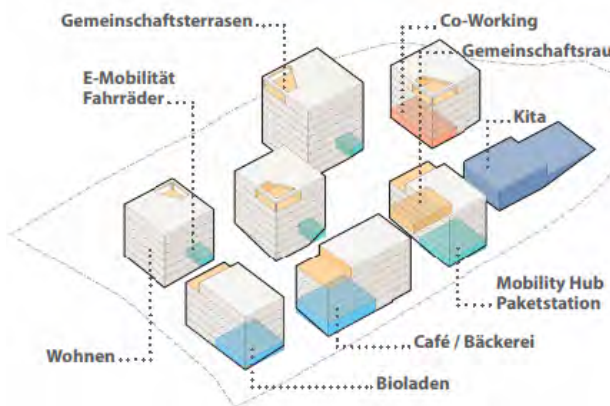 Gemeinschaftsterrasen
Co-Working
Gemeinschaftsrau
E-Mobilität
Fahrräder
Kita
Mobility Hub
Paketstation
Café / Bäckerei
Wohnen
Bioladen